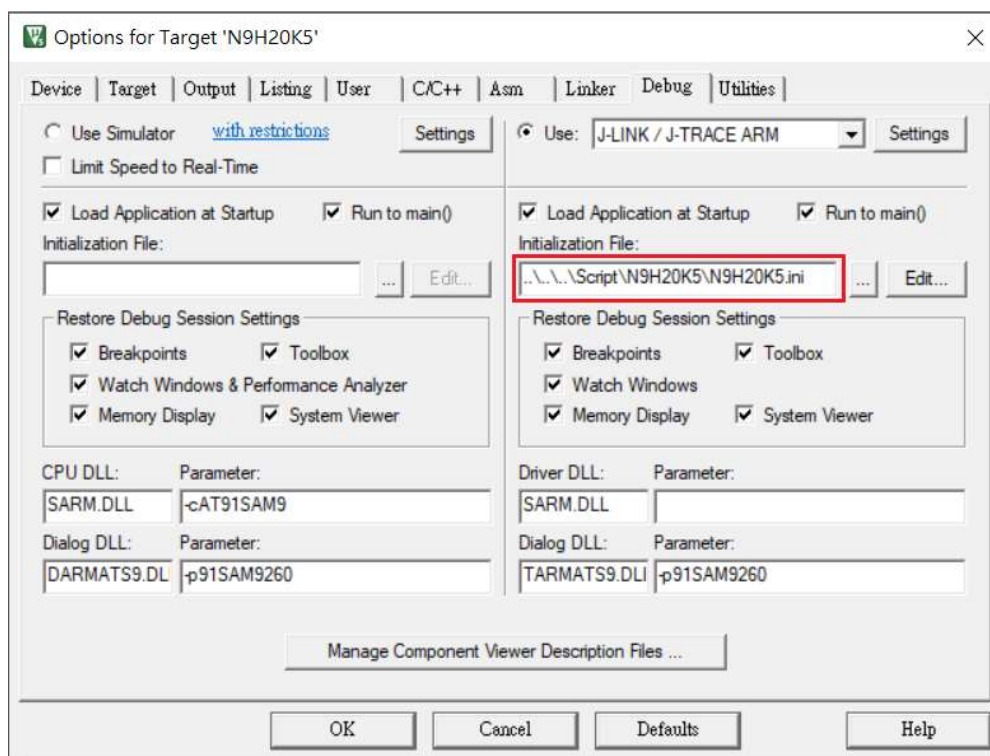 Options for Target 'N9H20K5'
Device Target Output Listing User C/C++ Asm Linker Debug Utilities
Use Simulator with restrictions Settings
Limit Speed to Real-Time
Use: J-LINK / J-TRACE ARM Settings
Load Application at Startup Run to main()
Initialization File:
... Edit...
Restore Debug Session Settings
Breakpoints Toolbox
Watch Windows & Performance Analyzer
Memory Display System Viewer
CPU DLL: Parameter:
SARM.DLL -cAT91SAM9
Dialog DLL: Parameter:
DARMATS9.DLL -p91SAM9260
Load Application at Startup Run to main()
Initialization File:
..\..\..\Script\N9H20K5\N9H20K5.ini ... Edit...
Restore Debug Session Settings
Breakpoints Toolbox
Watch Windows
Memory Display System Viewer
Driver DLL: Parameter:
SARM.DLL
Dialog DLL: Parameter:
TARMATS9.DLL -p91SAM9260
Manage Component Viewer Description Files ...
OK Cancel Defaults Help